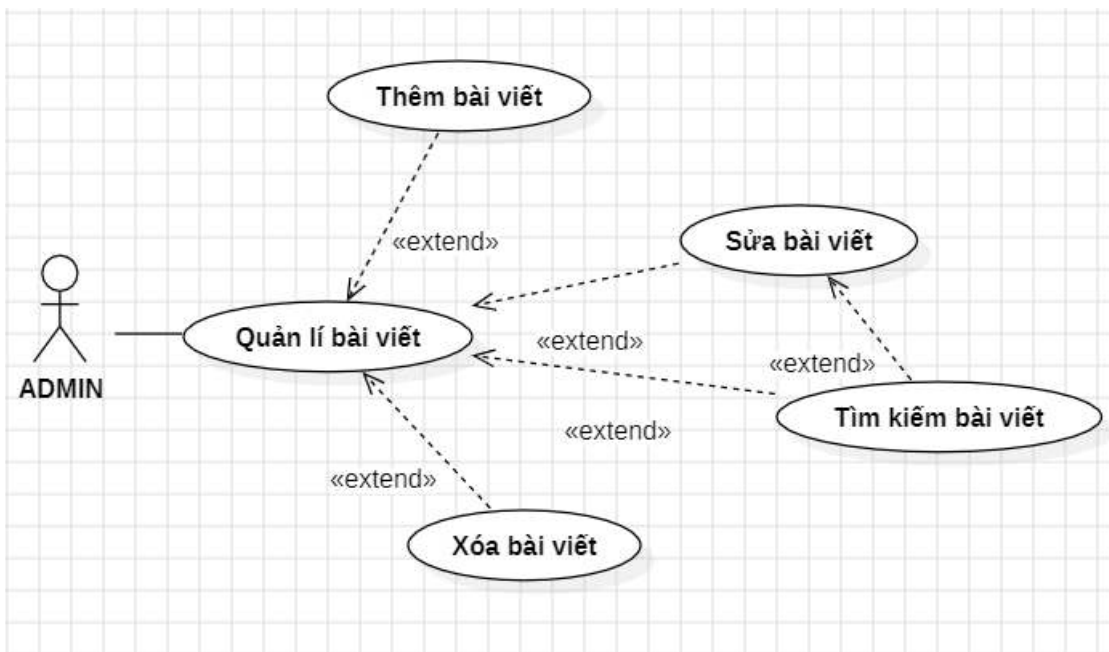 Thêm bài viết
«extend»
Sửa bài viết
Quản lí bài viết
«extend»
«extend»
ADMIN
Tìm kiếm bài viết
«extend»
«extend»
Xóa bài viết